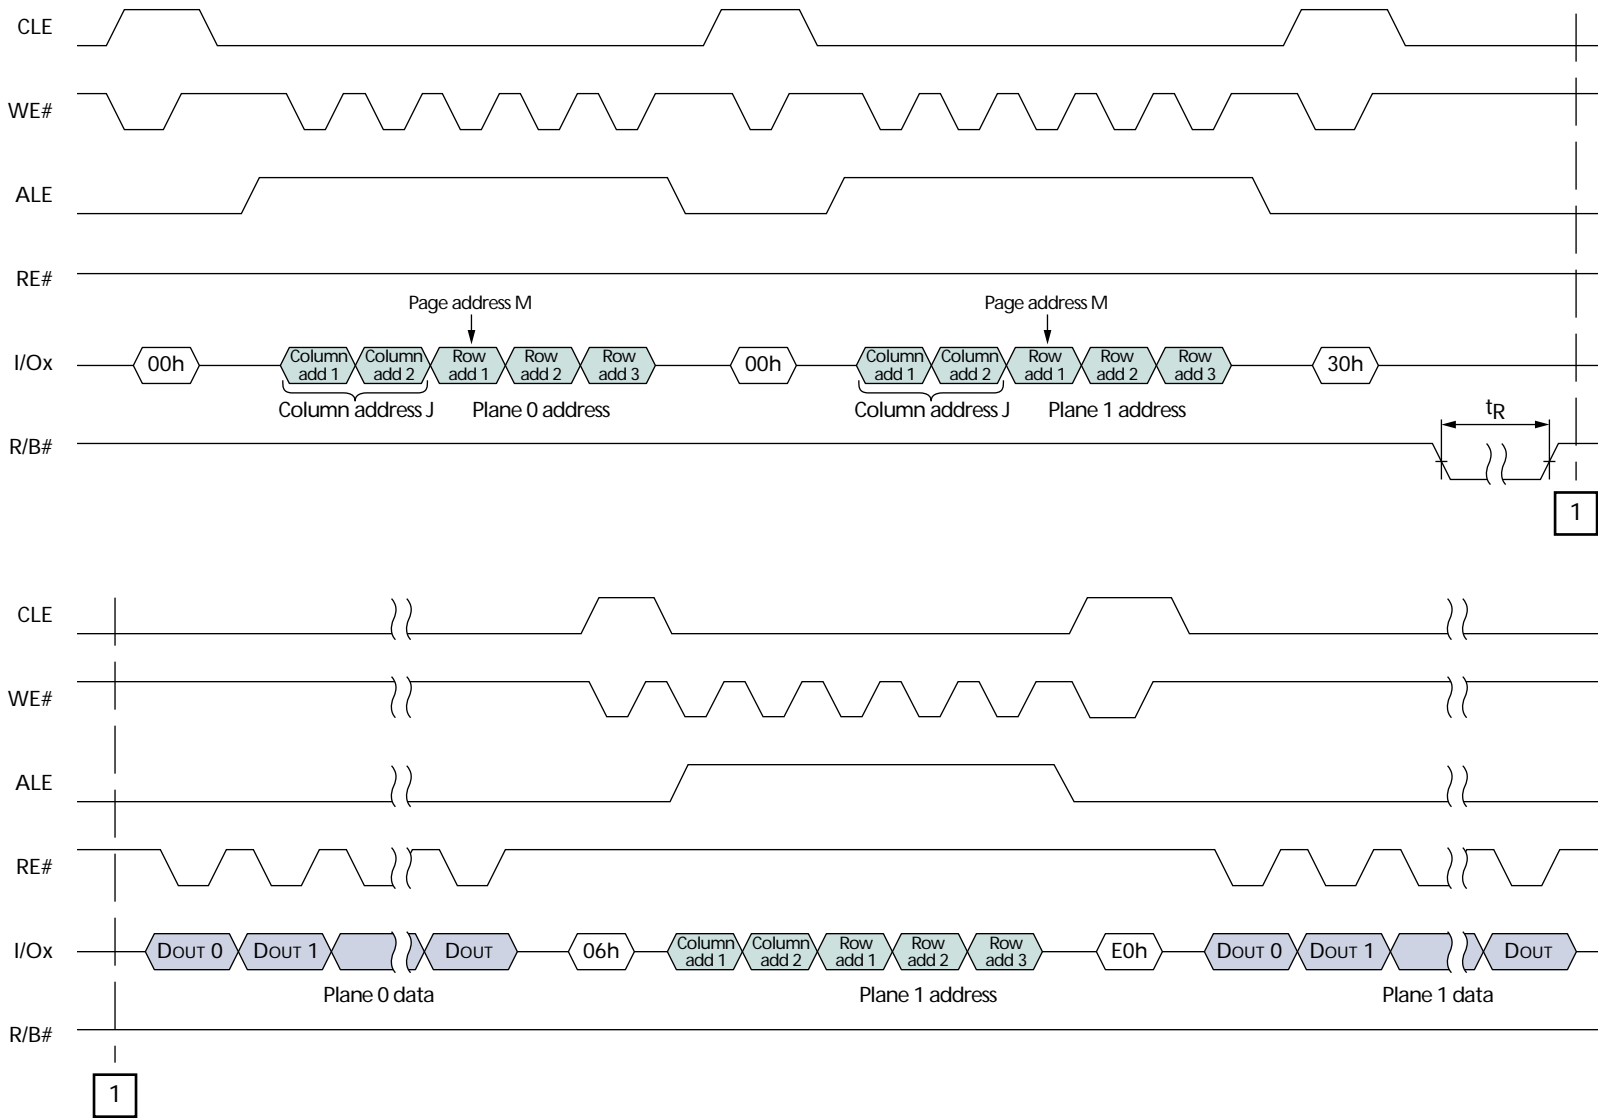 CLE
WE#
ALE
RE#
Page address M
Page address M
I/Ox
00h
Column add 1
Column add 2
Row add 1
Row add 2
Row add 3
00h
Column add 1
Column add 2
Row add 1
Row add 2
Row add 3
30h
Column address J
Plane 0 address
Column address J
Plane 1 address
tR
R/B#
1
CLE
WE#
ALE
RE#
I/Ox
DOUT 0
DOUT 1
DOUT
06h
Column add 1
Column add 2
Row add 1
Row add 2
Row add 3
E0h
DOUT 0
DOUT 1
DOUT
Plane 0 data
Plane 1 address
Plane 1 data
R/B#
1